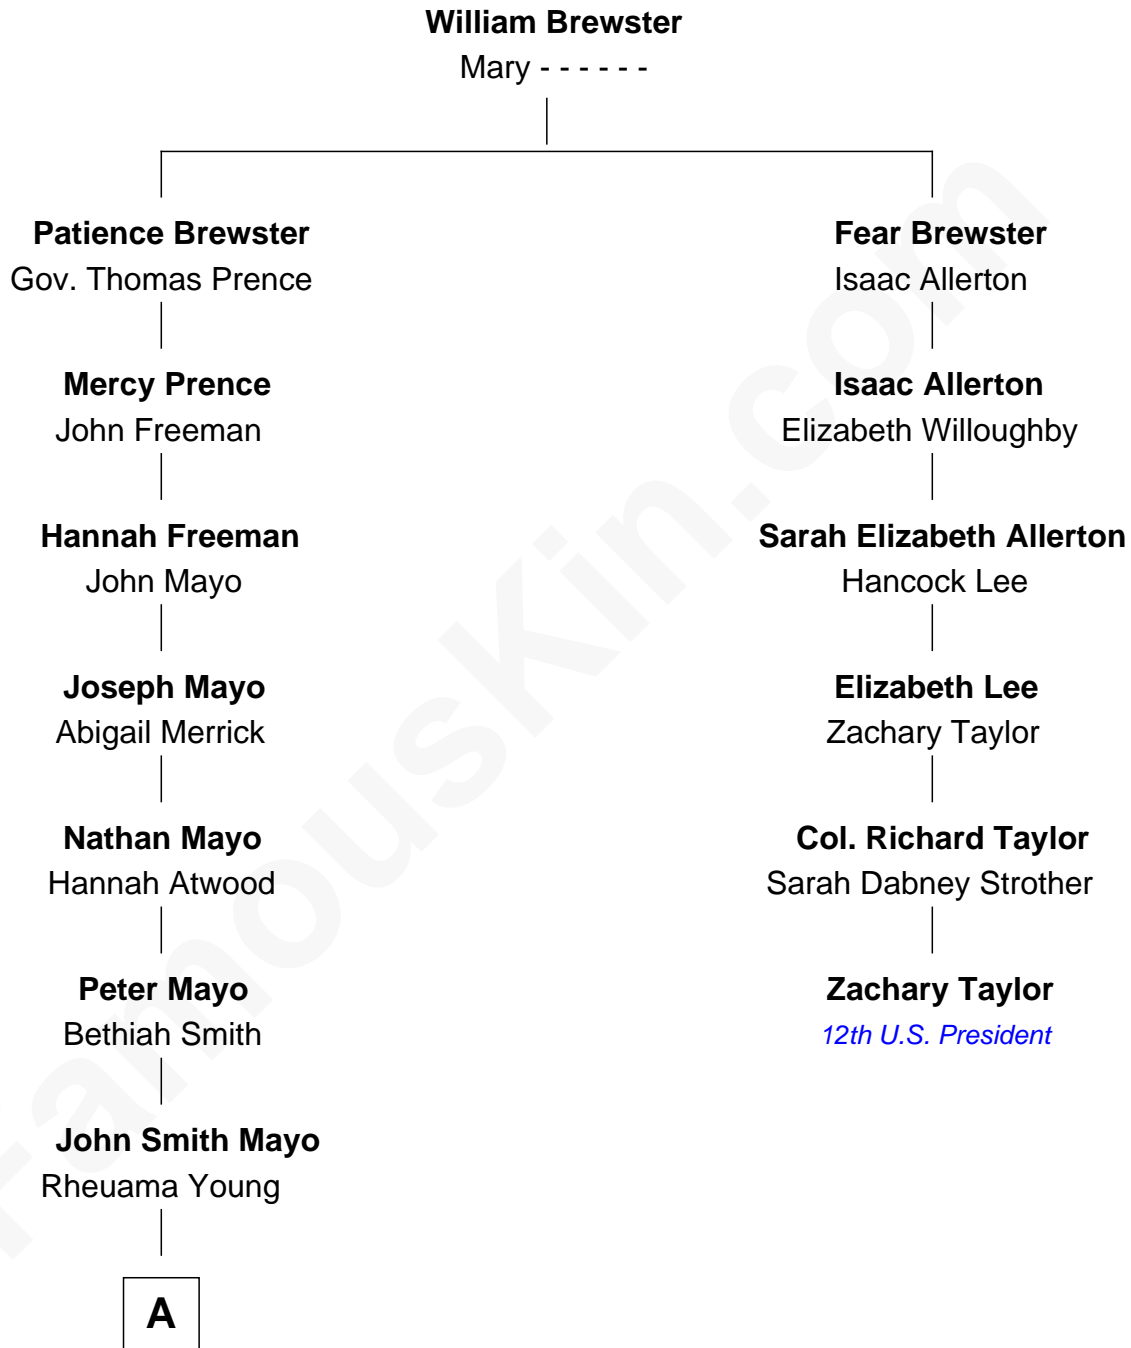 William Brewster
Mary - - - - - -
Patience Brewster
Gov. Thomas Prence
Fear Brewster
Isaac Allerton
Mercy Prence
John Freeman
Isaac Allerton
Elizabeth Willoughby
Hannah Freeman
John Mayo
Sarah Elizabeth Allerton
Hancock Lee
Joseph Mayo
Abigail Merrick
Elizabeth Lee
Zachary Taylor
Nathan Mayo
Hannah Atwood
Col. Richard Taylor
Sarah Dabney Strother
Peter Mayo
Bethiah Smith
Zachary Taylor
12th U.S. President
John Smith Mayo
Rheuama Young
A
FamousKin.com